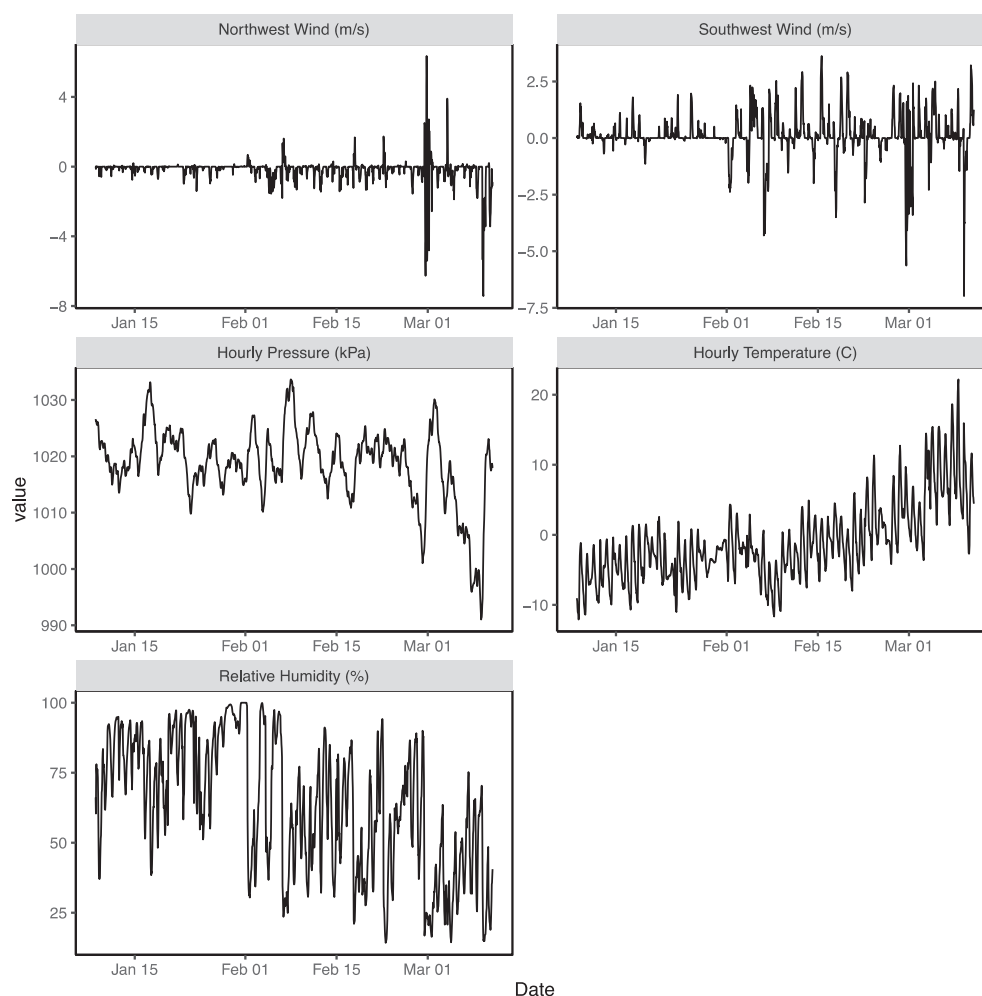 Northwest Wind (m/s)
4
0
−4
−8
Jan 15 Feb 01 Feb 15 Mar 01
Southwest Wind (m/s)
2.5
0.0
−2.5
−5.0
−7.5
Jan 15 Feb 01 Feb 15 Mar 01
Hourly Pressure (kPa)
1030
1020
1010
1000
990
Jan 15 Feb 01 Feb 15 Mar 01
Hourly Temperature (C)
20
10
0
−10
Jan 15 Feb 01 Feb 15 Mar 01
value
Relative Humidity (%)
100
75
50
25
Jan 15 Feb 01 Feb 15 Mar 01
Date